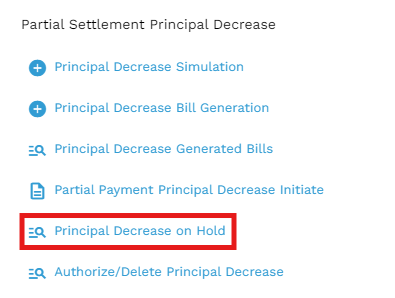 Partial Settlement Principal Decrease
Principal Decrease Simulation
Principal Decrease Bill Generation
Principal Decrease Generated Bills
Partial Payment Principal Decrease Initiate
Principal Decrease on Hold
Authorize/Delete Principal Decrease